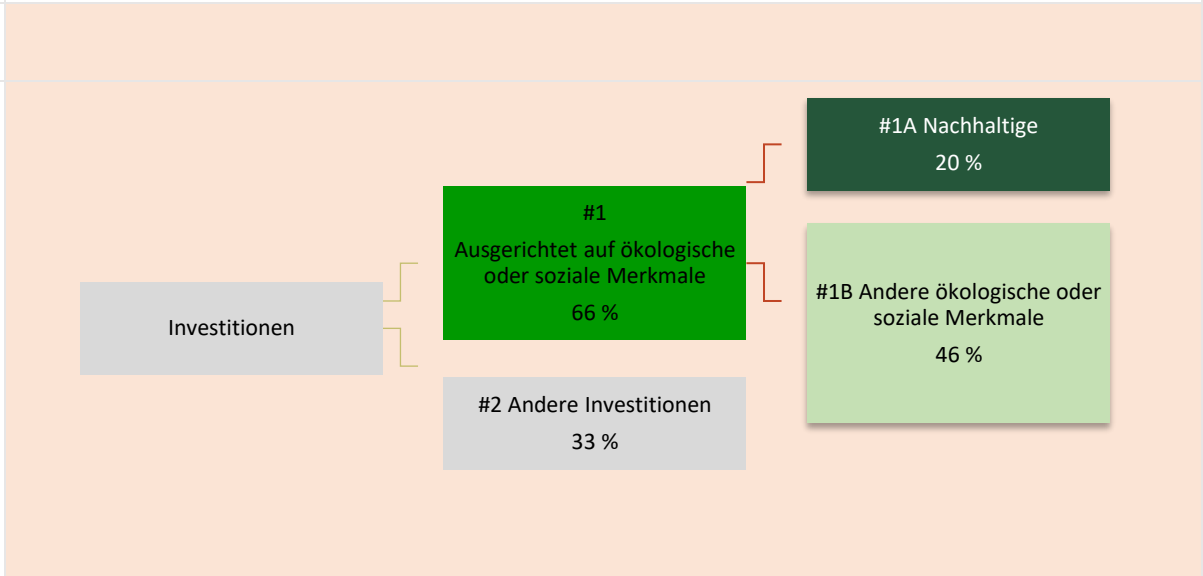 Investitionen
#1
Ausgerichtet auf ökologische
oder soziale Merkmale
66 %
#2 Andere Investitionen
33 %
#1A Nachhaltige
20 %
#1B Andere ökologische oder
soziale Merkmale
46 %